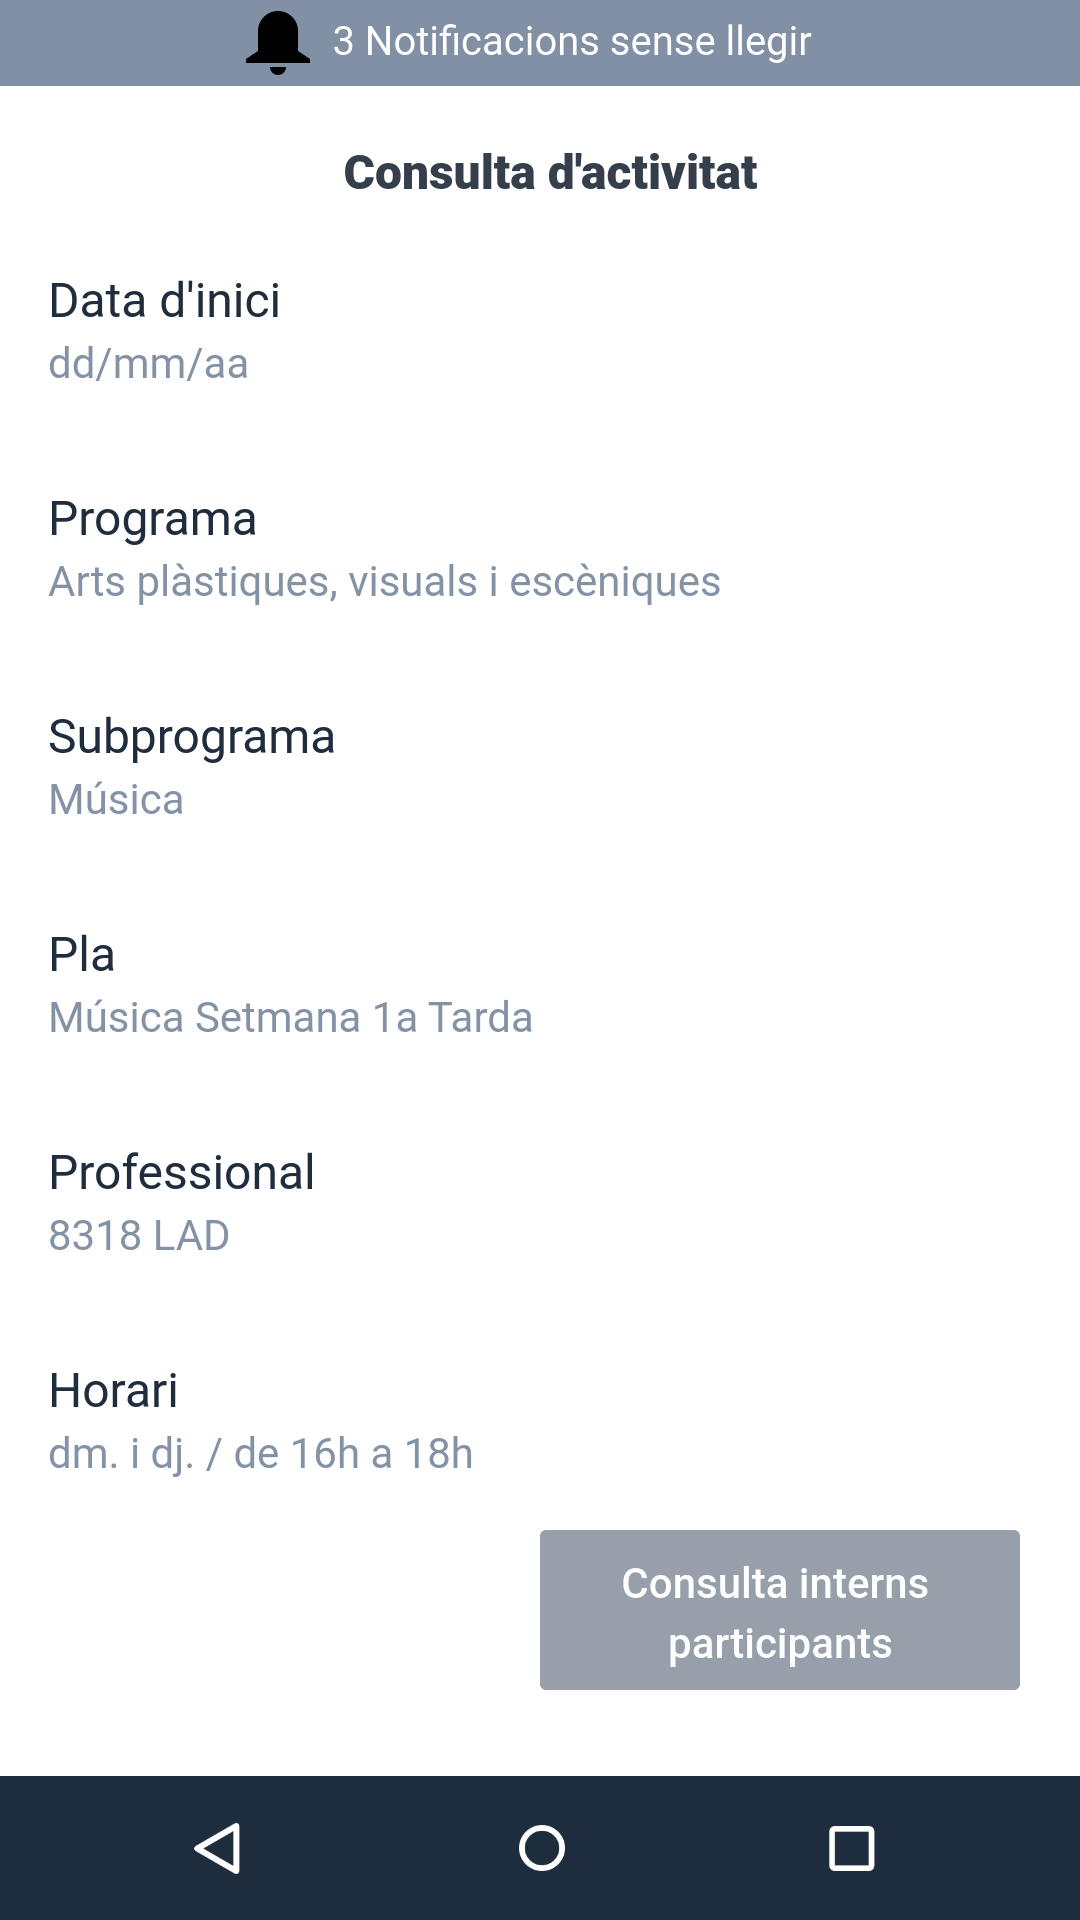 3 Notificacions sense llegir
Consulta d'activitat
Data d'inici
dd/mm/aa
Programa
Arts plàstiques, visuals i escèniques
Subprograma
Música
Pla
Música Setmana 1a Tarda
Professional
8318 LAD
Horari
dm. i dj. / de 16h a 18h
Consulta interns
participants